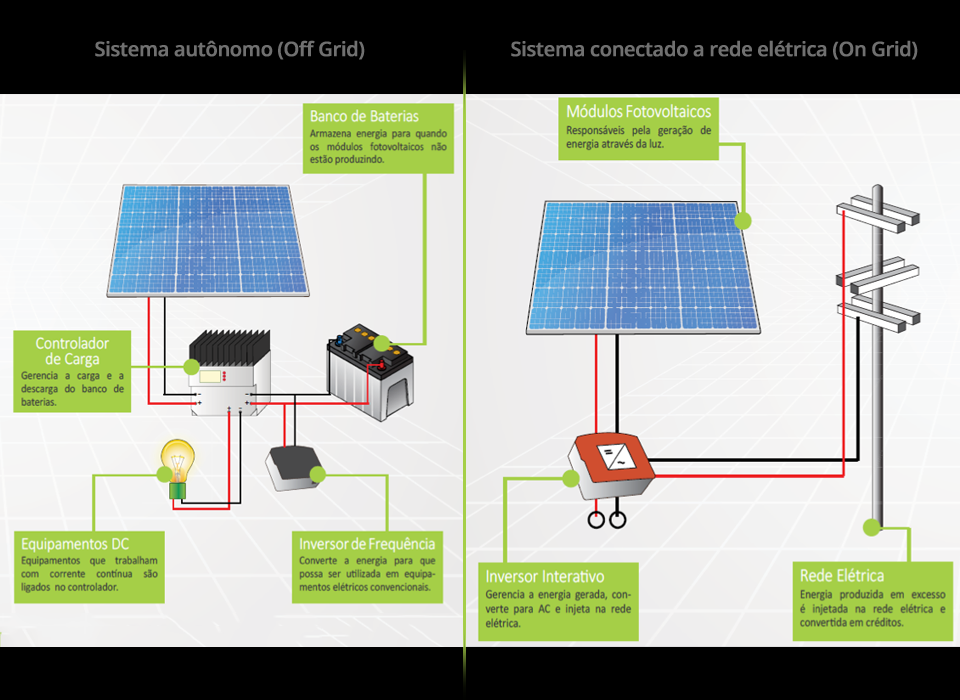 Sistema autônomo (Off Grid)
Banco de Baterias
Armazena energia para quando
os módulos fotovoltaicos não
estão produzindo.
Controlador
de Carga
Gerencia a carga e a
descarga do banco de
baterias.
Equipamentos DC
Equipamentos que trabalham
com corrente contínua são
ligados no controlador.
Inversor de Frequência
Converte a energia para que
possa ser utilizada em equipa-
mentos elétricos convencionais.
Sistema conectado a rede elétrica (On Grid)
Módulos Fotovoltaicos
Responsáveis pela geração de
energia através da luz.
Inversor Interativo
Gerencia a energia gerada, con-
verte para AC e injeta na rede
elétrica.
Rede Elétrica
Energia produzida em excesso
é injetada na rede elétrica e
convertida em créditos.